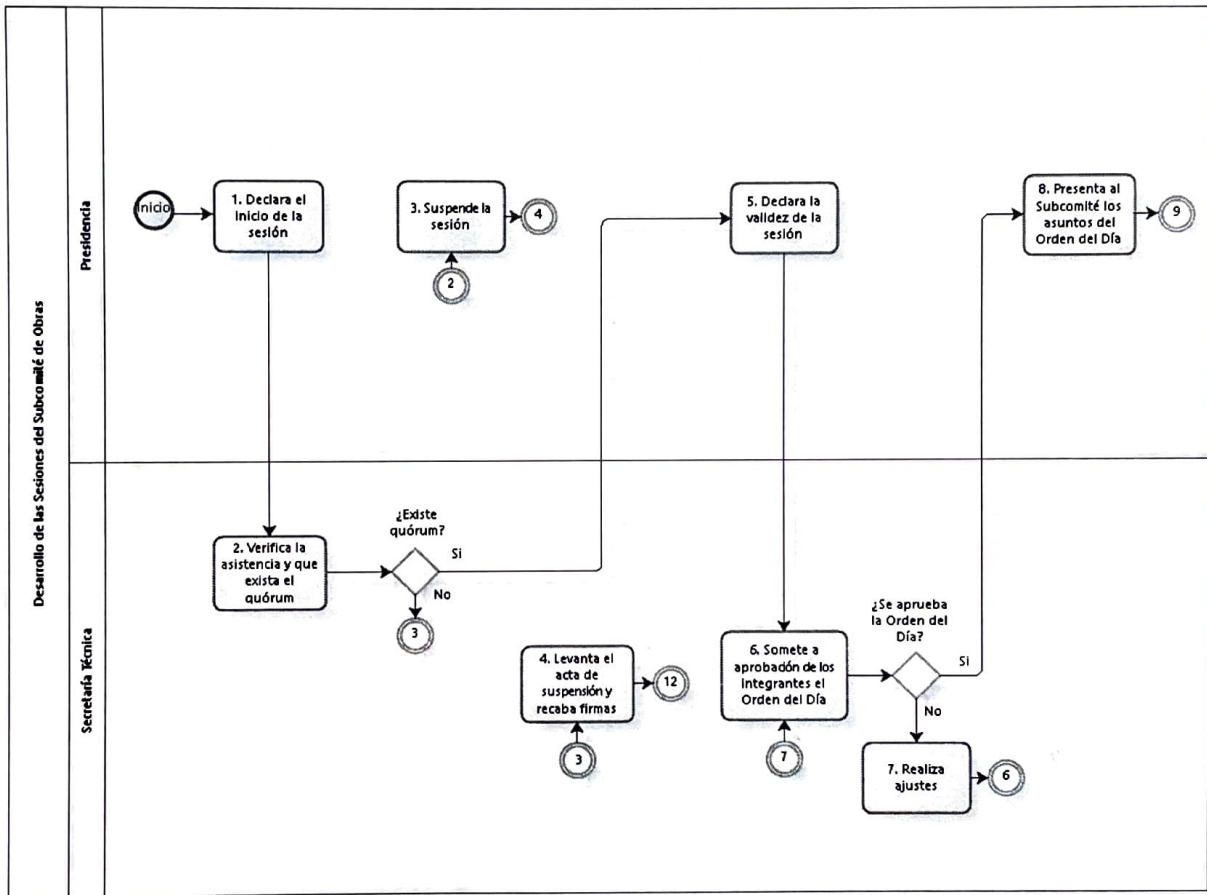 Desarrollo de las Sesiones del Subcomité de Obras
Presidencia
Inicio
1. Declara el
inicio de la
sesión
3. Suspende la
sesión
4
2
5. Declara la
validez de la
sesión
8. Presenta al
Subcomité los
asuntos del
Orden del Día
9
Secretaría Técnica
2. Verifica la
asistencia y que
exista el
quórum
¿Existe
quórum?
Si
No
3
4. Levanta el
acta de
suspensión y
recaba firmas
12
3
6. Somete a
aprobación de los
integrantes el
Orden del Día
7
¿Se aprueba
la Orden del
Día?
Si
No
7. Realiza
ajustes
6